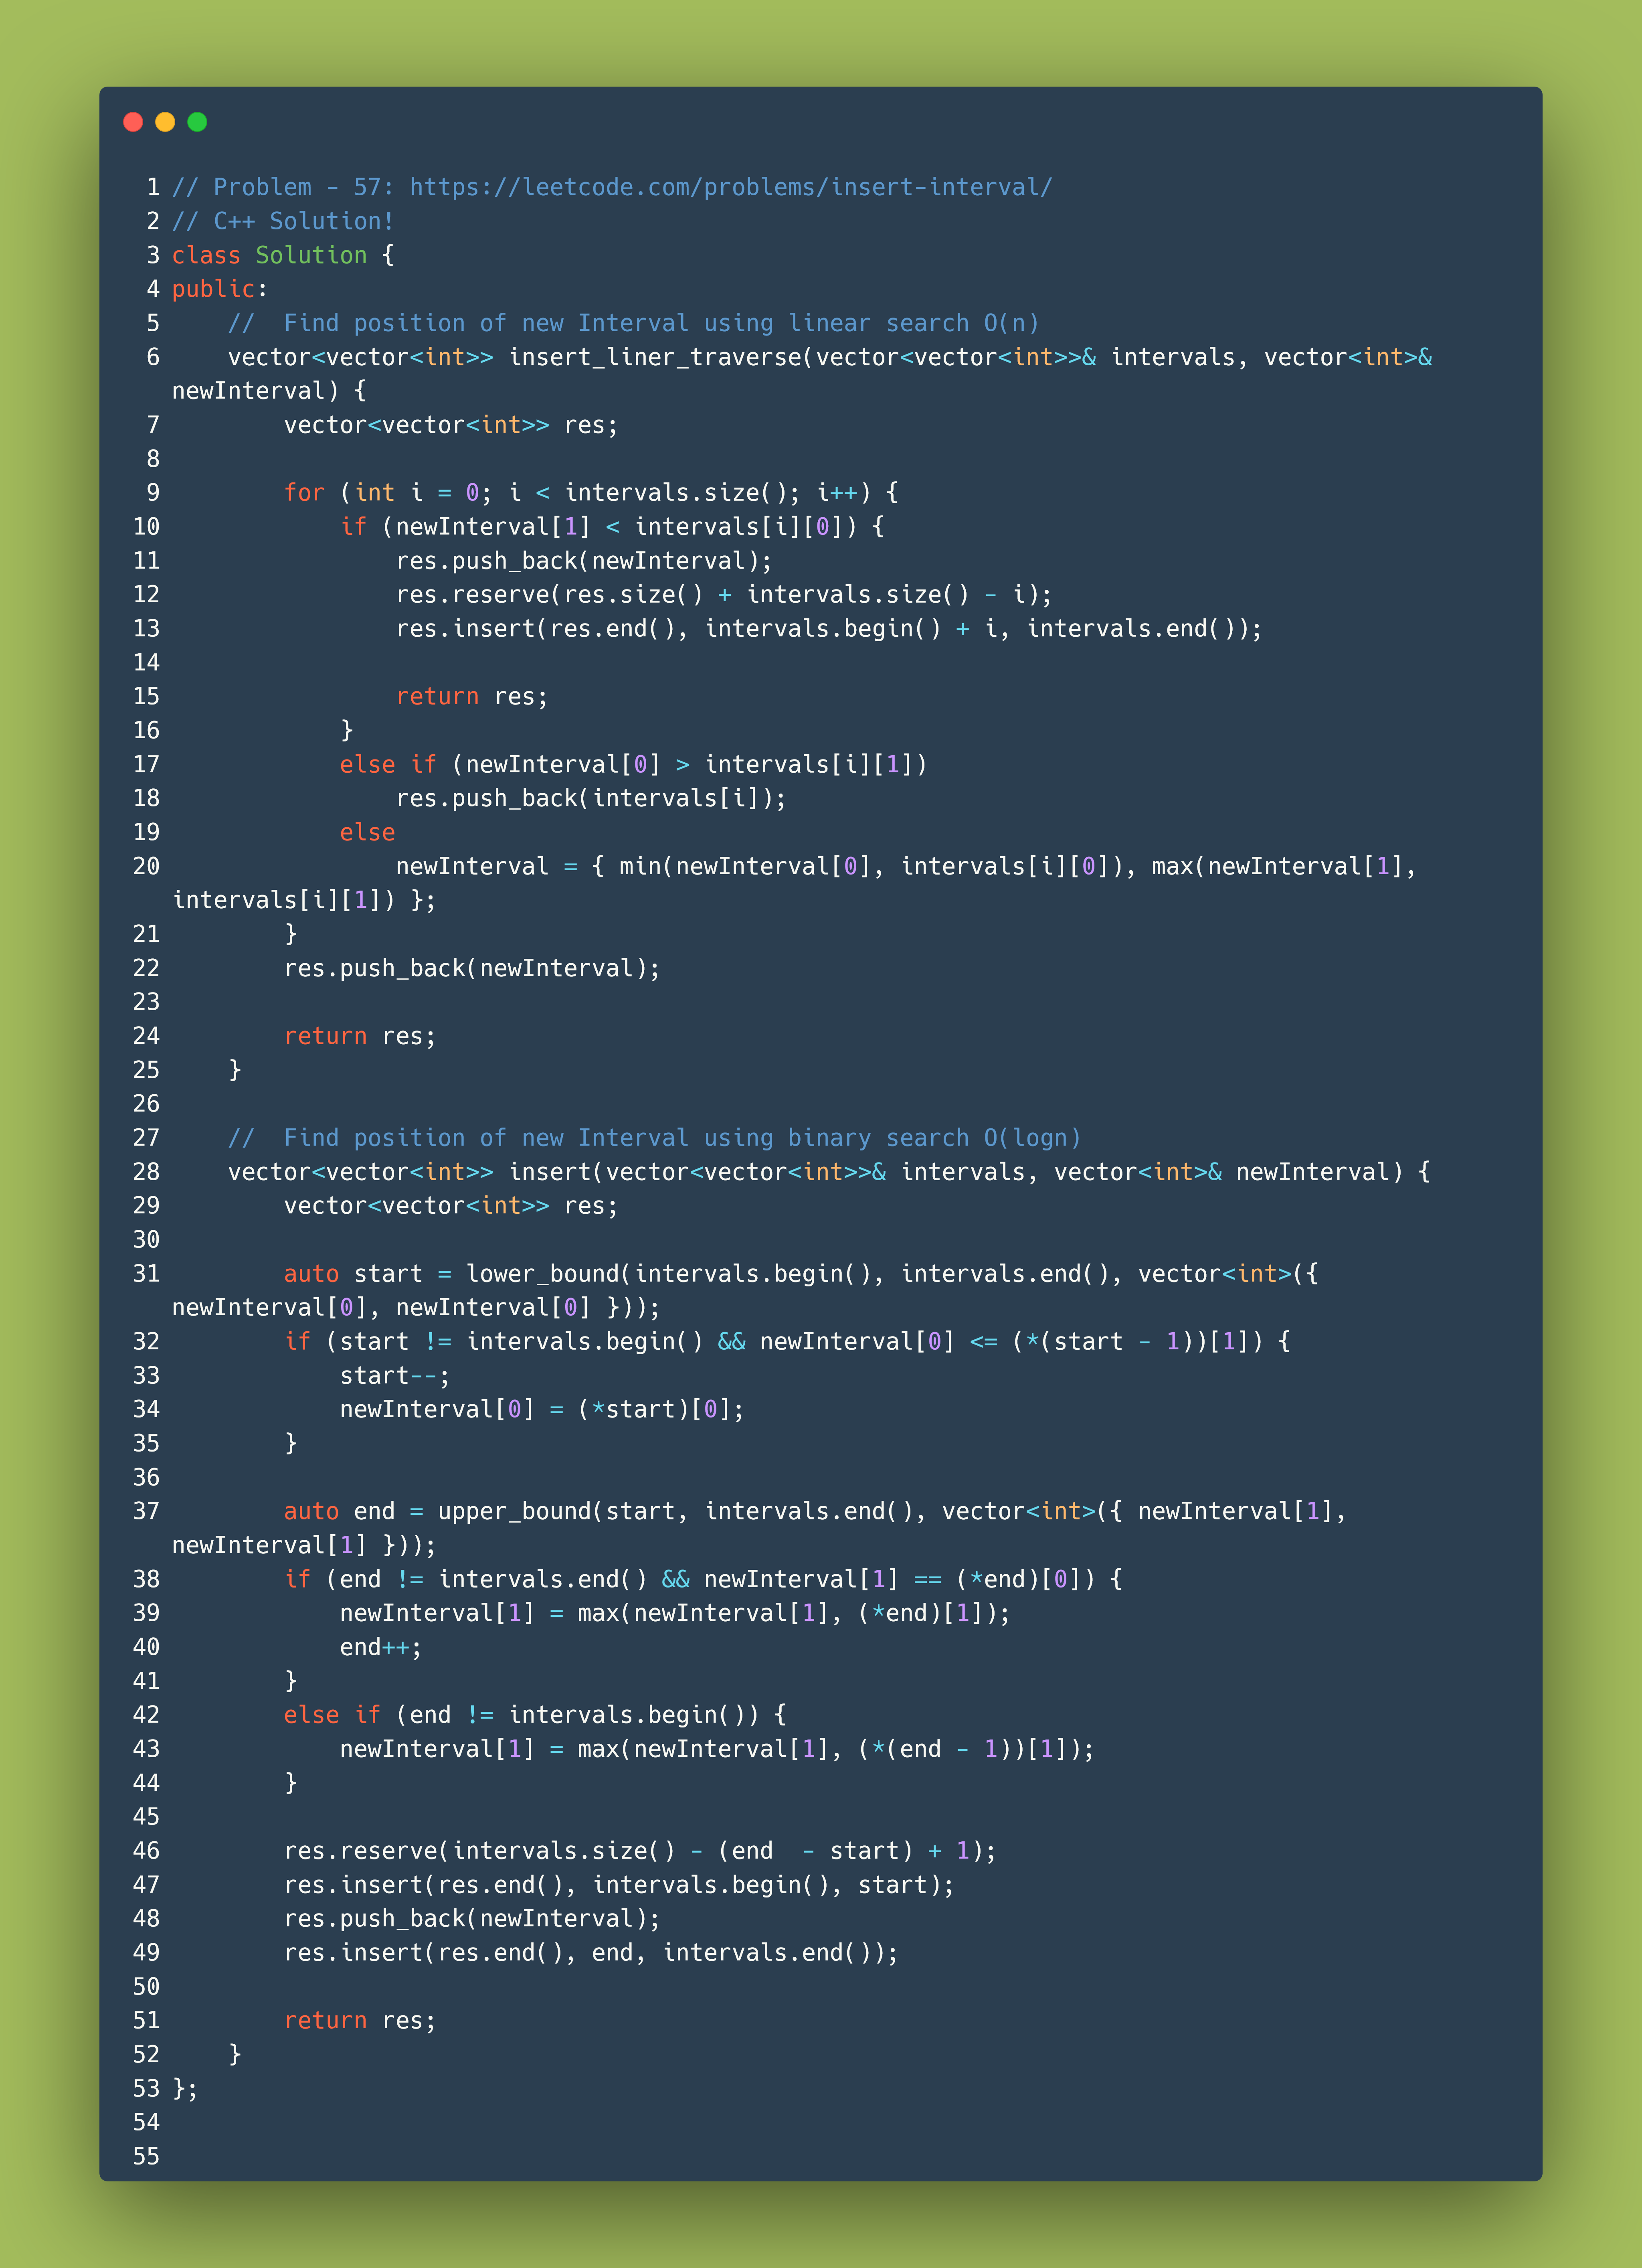 1 // Problem - 57: https://leetcode.com/problems/insert-interval/
2 // C++ Solution!
3 class Solution {
4 public:
5     //  Find position of new Interval using linear search O(n)
6     vector<vector<int>> insert_liner_traverse(vector<vector<int>>& intervals, vector<int>&
newInterval) {
7         vector<vector<int>> res;
8
9         for (int i = 0; i < intervals.size(); i++) {
10             if (newInterval[1] < intervals[i][0]) {
11                 res.push_back(newInterval);
12                 res.reserve(res.size() + intervals.size() - i);
13                 res.insert(res.end(), intervals.begin() + i, intervals.end());
14
15                 return res;
16             }
17             else if (newInterval[0] > intervals[i][1])
18                 res.push_back(intervals[i]);
19             else
20                 newInterval = { min(newInterval[0], intervals[i][0]), max(newInterval[1],
intervals[i][1]) };
21         }
22         res.push_back(newInterval);
23
24         return res;
25     }
26
27     //  Find position of new Interval using binary search O(logn)
28     vector<vector<int>> insert(vector<vector<int>>& intervals, vector<int>& newInterval) {
29         vector<vector<int>> res;
30
31         auto start = lower_bound(intervals.begin(), intervals.end(), vector<int>({
newInterval[0], newInterval[0] }));
32         if (start != intervals.begin() && newInterval[0] <= (*(start - 1))[1]) {
33             start--;
34             newInterval[0] = (*start)[0];
35         }
36
37         auto end = upper_bound(start, intervals.end(), vector<int>({ newInterval[1],
newInterval[1] }));
38         if (end != intervals.end() && newInterval[1] == (*end)[0]) {
39             newInterval[1] = max(newInterval[1], (*end)[1]);
40             end++;
41         }
42         else if (end != intervals.begin()) {
43             newInterval[1] = max(newInterval[1], (*(end - 1))[1]);
44         }
45
46         res.reserve(intervals.size() - (end  - start) + 1);
47         res.insert(res.end(), intervals.begin(), start);
48         res.push_back(newInterval);
49         res.insert(res.end(), end, intervals.end());
50
51         return res;
52     }
53 };
54
55